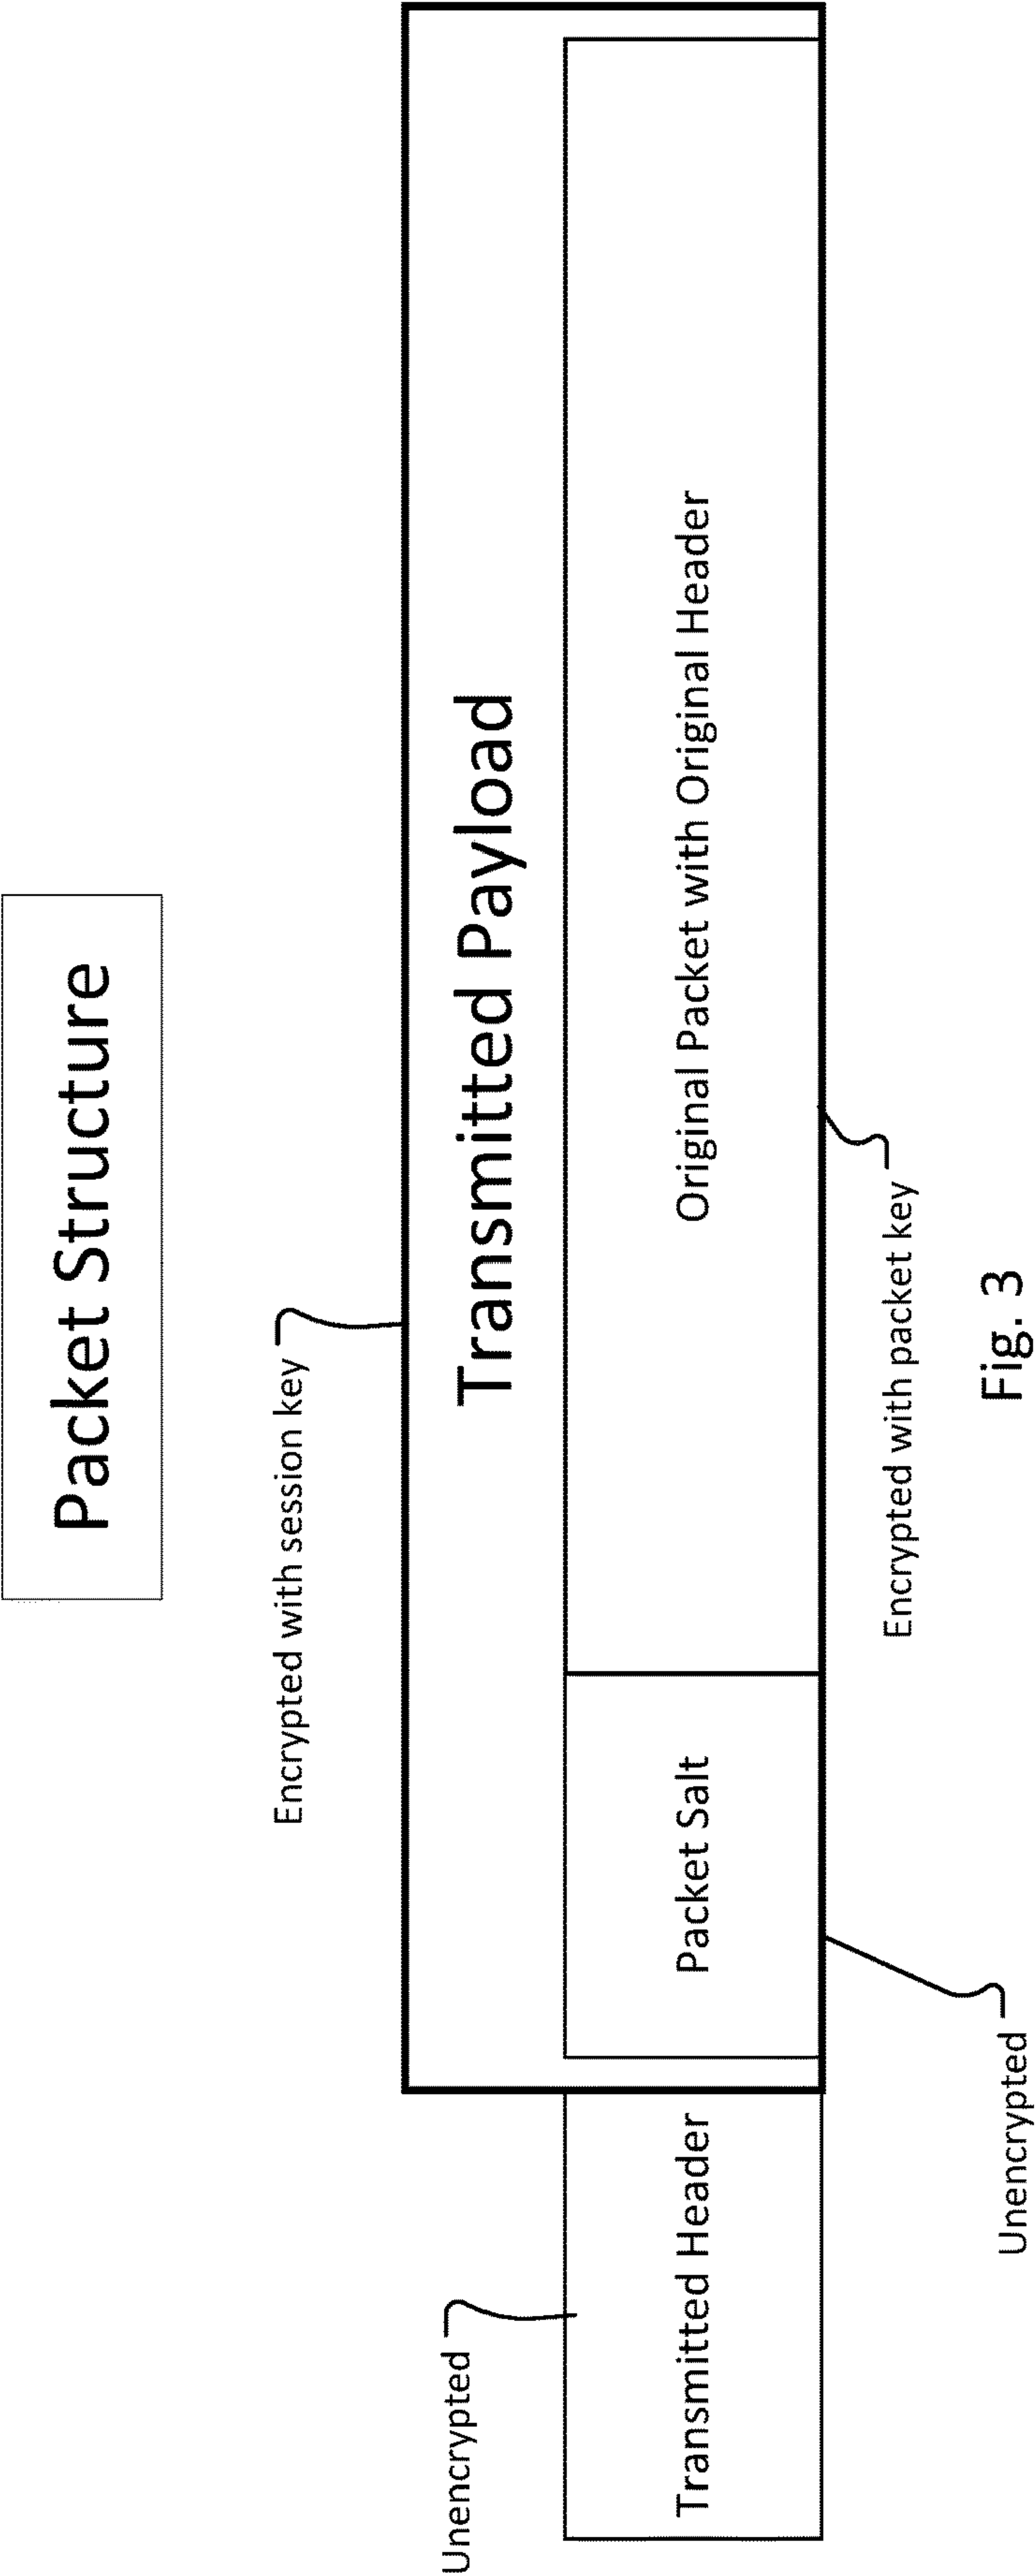 Packet Structure
Encrypted with session key
Unencrypted
Transmitted Payload
Transmitted Header
Packet Salt
Original Packet with Original Header
Unencrypted
Encrypted with packet key
Fig. 3